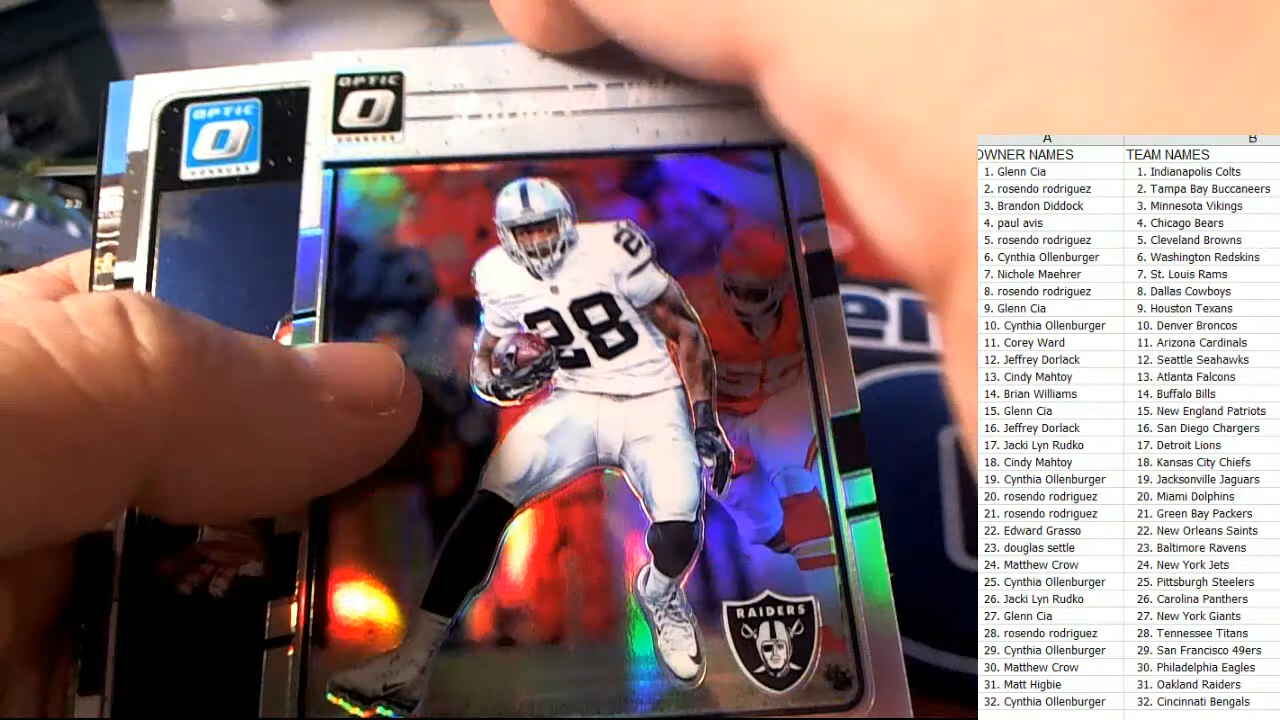 OPTIC
DONRUSS
OPTIC
DONRUSS
28
28
RAIDERS
A B
OWNER NAMES TEAM NAMES
1. Glenn Cia 1. Indianapolis Colts
2. rosendo rodriguez 2. Tampa Bay Buccaneers
3. Brandon Diddock 3. Minnesota Vikings
4. paul avis 4. Chicago Bears
5. rosendo rodriguez 5. Cleveland Browns
6. Cynthia Ollenburger 6. Washington Redskins
7. Nichole Maehrer 7. St. Louis Rams
8. rosendo rodriguez 8. Dallas Cowboys
9. Glenn Cia 9. Houston Texans
10. Cynthia Ollenburger 10. Denver Broncos
11. Corey Ward 11. Arizona Cardinals
12. Jeffrey Dorlack 12. Seattle Seahawks
13. Cindy Mahtoy 13. Atlanta Falcons
14. Brian Williams 14. Buffalo Bills
15. Glenn Cia 15. New England Patriots
16. Jeffrey Dorlack 16. San Diego Chargers
17. Jacki Lyn Rudko 17. Detroit Lions
18. Cindy Mahtoy 18. Kansas City Chiefs
19. Cynthia Ollenburger 19. Jacksonville Jaguars
20. rosendo rodriguez 20. Miami Dolphins
21. rosendo rodriguez 21. Green Bay Packers
22. Edward Grasso 22. New Orleans Saints
23. douglas settle 23. Baltimore Ravens
24. Matthew Crow 24. New York Jets
25. Cynthia Ollenburger 25. Pittsburgh Steelers
26. Jacki Lyn Rudko 26. Carolina Panthers
27. Glenn Cia 27. New York Giants
28. rosendo rodriguez 28. Tennessee Titans
29. Cynthia Ollenburger 29. San Francisco 49ers
30. Matthew Crow 30. Philadelphia Eagles
31. Matt Higbie 31. Oakland Raiders
32. Cynthia Ollenburger 32. Cincinnati Bengals